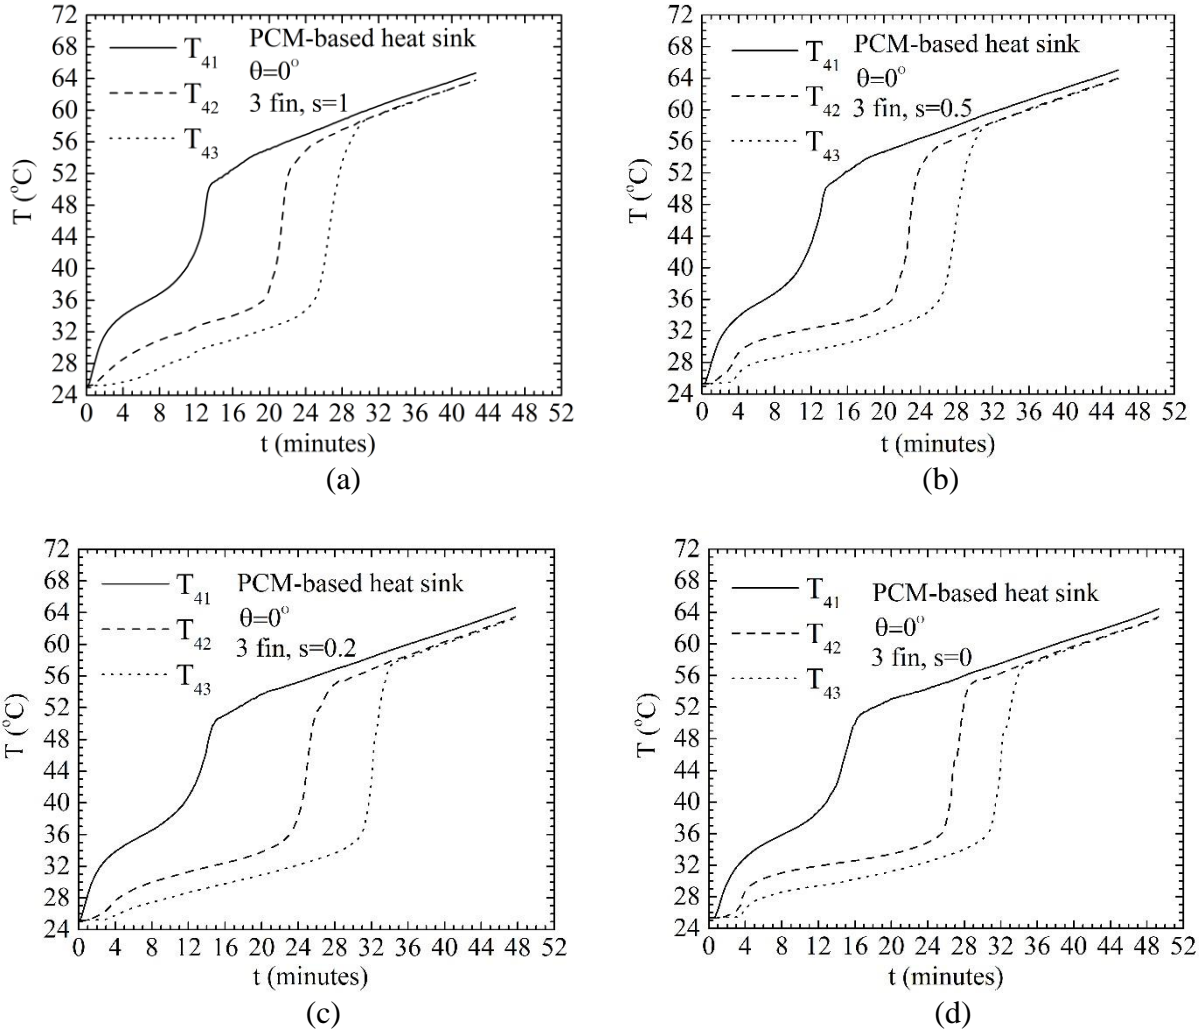 72
68
64
60
56
52
48
44
40
36
32
28
24
T (°C)
T41
T42
T43
PCM-based heat sink
θ=0°
3 fin, s=1
0 4 8 12 16 20 24 28 32 36 40 44 48 52
t (minutes)
(a)
72
68
64
60
56
52
48
44
40
36
32
28
24
T (°C)
T41
T42
T43
PCM-based heat sink
θ=0°
3 fin, s=0.5
0 4 8 12 16 20 24 28 32 36 40 44 48 52
t (minutes)
(b)
72
68
64
60
56
52
48
44
40
36
32
28
24
T (°C)
T41
T42
T43
PCM-based heat sink
θ=0°
3 fin, s=0.2
0 4 8 12 16 20 24 28 32 36 40 44 48 52
t (minutes)
(c)
72
68
64
60
56
52
48
44
40
36
32
28
24
T (°C)
T41
T42
T43
PCM-based heat sink
θ=0°
3 fin, s=0
0 4 8 12 16 20 24 28 32 36 40 44 48 52
t (minutes)
(d)